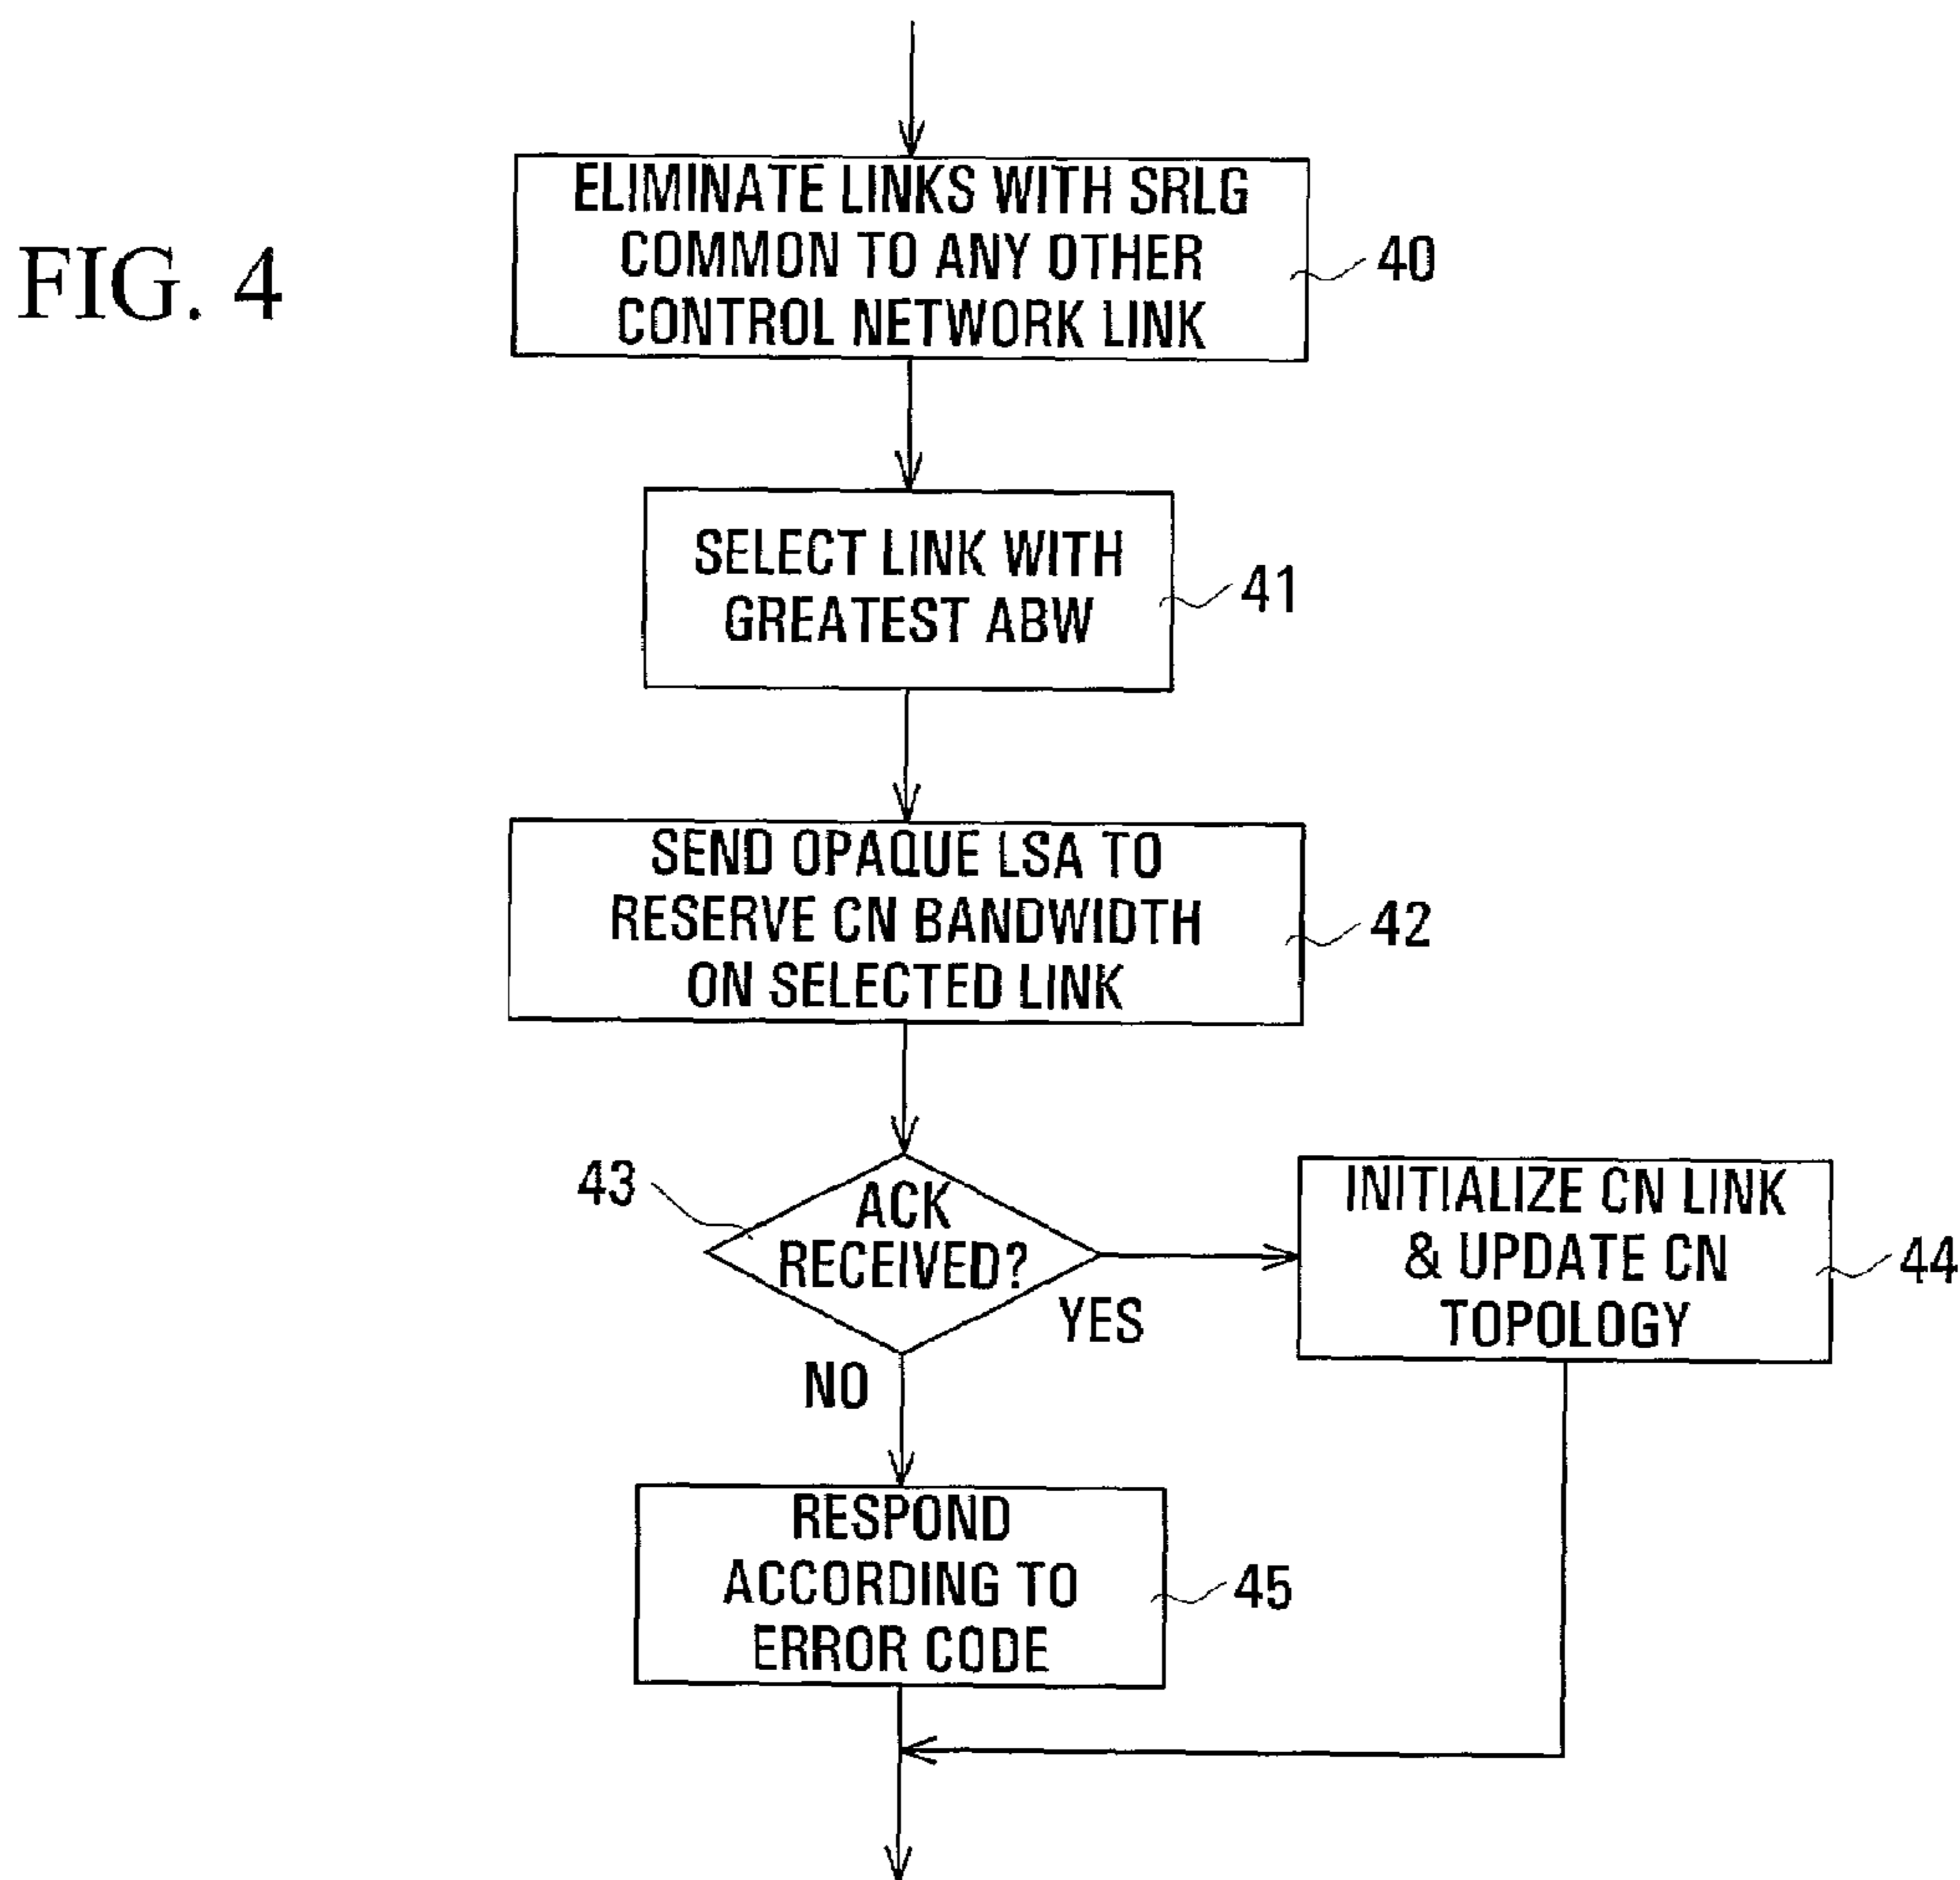 FIG. 4
ELIMINATE LINKS WITH SRLG
COMMON TO ANY OTHER
CONTROL NETWORK LINK
40
SELECT LINK WITH
GREATEST ABW
41
SEND OPAQUE LSA TO
RESERVE CN BANDWIDTH
ON SELECTED LINK
42
43
ACK
RECEIVED?
YES
NO
INITIALIZE CN LINK
& UPDATE CN
TOPOLOGY
44
RESPOND
ACCORDING TO
ERROR CODE
45